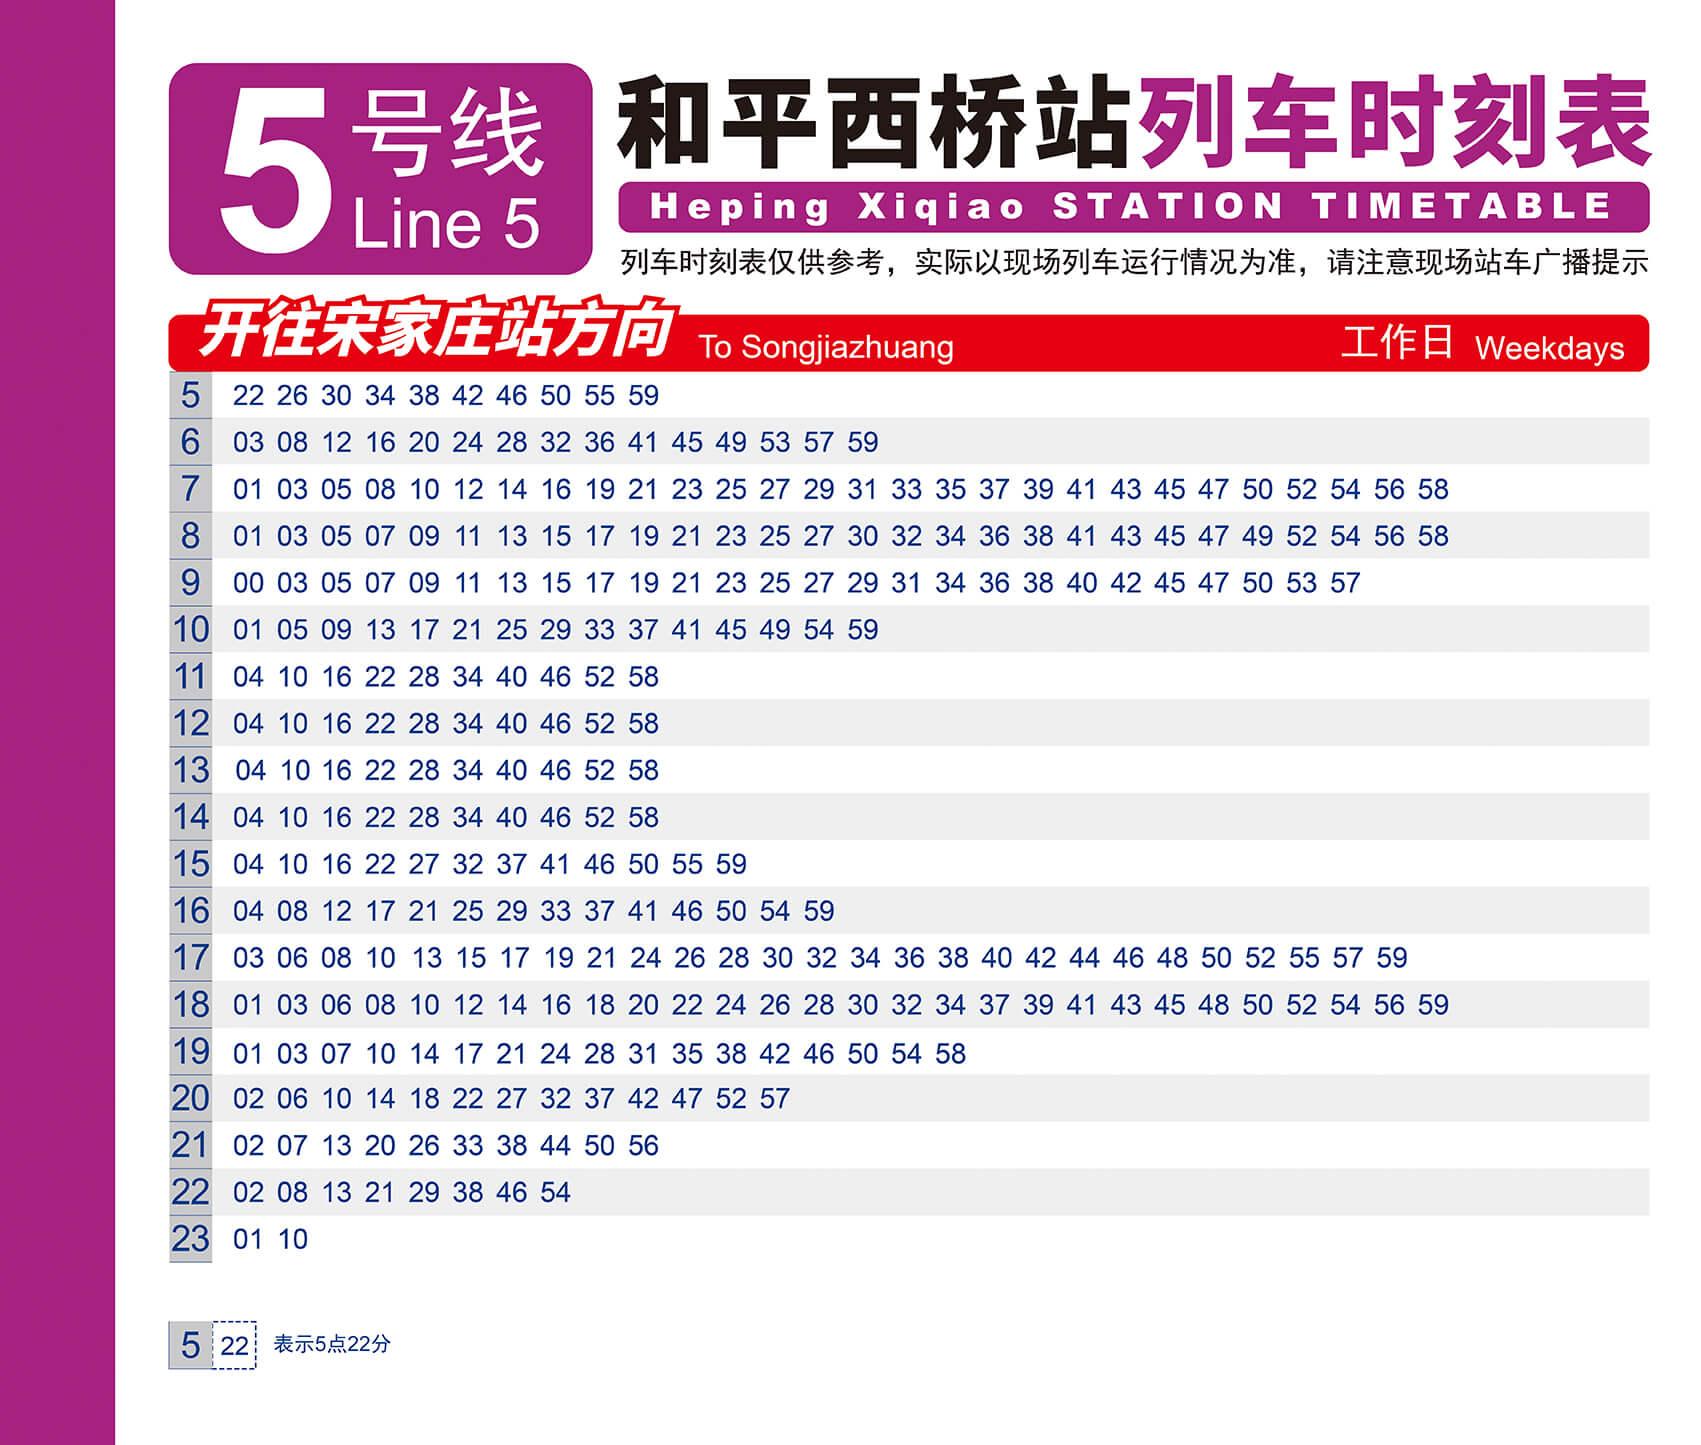 5号线
Line 5
和平西桥站列车时刻表
Heping Xiqiao STATION TIMETABLE
列车时刻表仅供参考，实际以现场列车运行情况为准，请注意现场站车广播提示
开往宋家庄站方向 To Songjiazhuang 工作日 Weekdays
5 22 26 30 34 38 42 46 50 55 59
6 03 08 12 16 20 24 28 32 36 41 45 49 53 57 59
7 01 03 05 08 10 12 14 16 19 21 23 25 27 29 31 33 35 37 39 41 43 45 47 50 52 54 56 58
8 01 03 05 07 09 11 13 15 17 19 21 23 25 27 30 32 34 36 38 41 43 45 47 49 52 54 56 58
9 00 03 05 07 09 11 13 15 17 19 21 23 25 27 29 31 34 36 38 40 42 45 47 50 53 57
10 01 05 09 13 17 21 25 29 33 37 41 45 49 54 59
11 04 10 16 22 28 34 40 46 52 58
12 04 10 16 22 28 34 40 46 52 58
13 04 10 16 22 28 34 40 46 52 58
14 04 10 16 22 28 34 40 46 52 58
15 04 10 16 22 27 32 37 41 46 50 55 59
16 04 08 12 17 21 25 29 33 37 41 46 50 54 59
17 03 06 08 10 13 15 17 19 21 24 26 28 30 32 34 36 38 40 42 44 46 48 50 52 55 57 59
18 01 03 06 08 10 12 14 16 18 20 22 24 26 28 30 32 34 37 39 41 43 45 48 50 52 54 56 59
19 01 03 07 10 14 17 21 24 28 31 35 38 42 46 50 54 58
20 02 06 10 14 18 22 27 32 37 42 47 52 57
21 02 07 13 20 26 33 38 44 50 56
22 02 08 13 21 29 38 46 54
23 01 10
5 22 表示5点22分